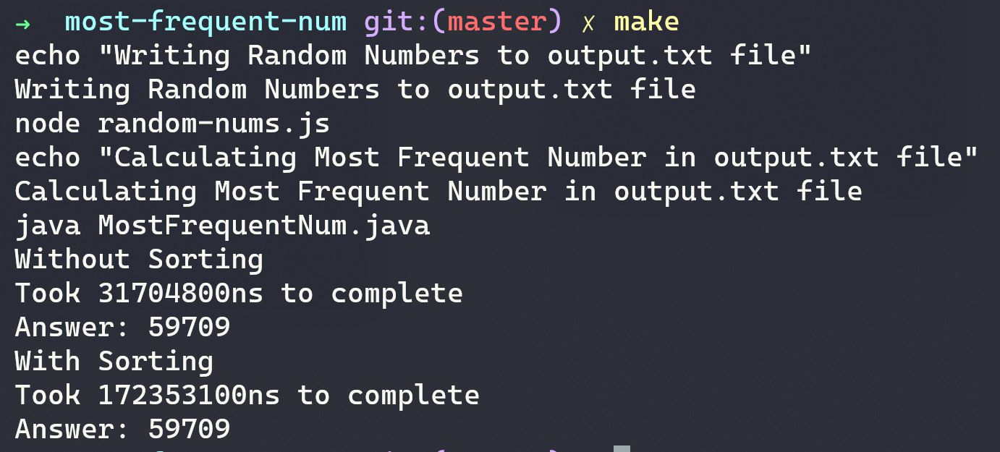 → most-frequent-num git:(master) ✗ make
echo "Writing Random Numbers to output.txt file"
Writing Random Numbers to output.txt file
node random-nums.js
echo "Calculating Most Frequent Number in output.txt file"
Calculating Most Frequent Number in output.txt file
java MostFrequentNum.java
Without Sorting
Took 31704800ns to complete
Answer: 59709
With Sorting
Took 172353100ns to complete
Answer: 59709